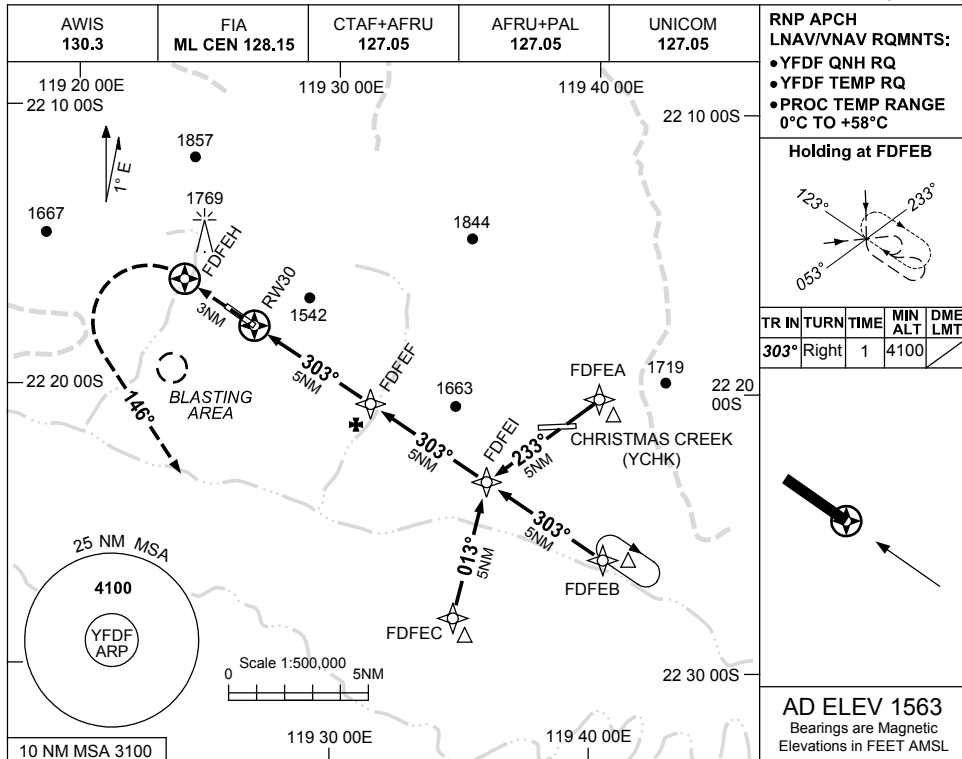 AWIS
130.3
FIA
ML CEN 128.15
CTAF+AFRU
127.05
AFRU+PAL
127.05
UNICOM
127.05
RNP APCH
LNAV/VNAV RQMNTS:
•YFDF QNH RQ
•YFDF TEMP RQ
•PROC TEMP RANGE
0°C TO +58°C
119 20 00E
119 30 00E
119 40 00E
22 10 00S
22 10 00S
1° E
1857
1769
1667
1844
1542
FDFEH
RW30
3NM
303°
5NM
FDFEF
22 20 00S
BLASTING
AREA
146°
1663
303°
5NM
FDFEI
FDFEA
1719
22 20
00S
CHRISTMAS CREEK
(YCHK)
233°
5NM
303°
5NM
013°
5NM
FDFEB
FDFEC
25 NM MSA
4100
YFDF
ARP
Scale 1:500,000
0
5NM
22 30 00S
119 30 00E
119 40 00E
10 NM MSA 3100
Holding at FDFEB
123°
233°
053°
TR IN TURN TIME MIN ALT DME LMT
303° Right 1 4100
AD ELEV 1563
Bearings are Magnetic
Elevations in FEET AMSL